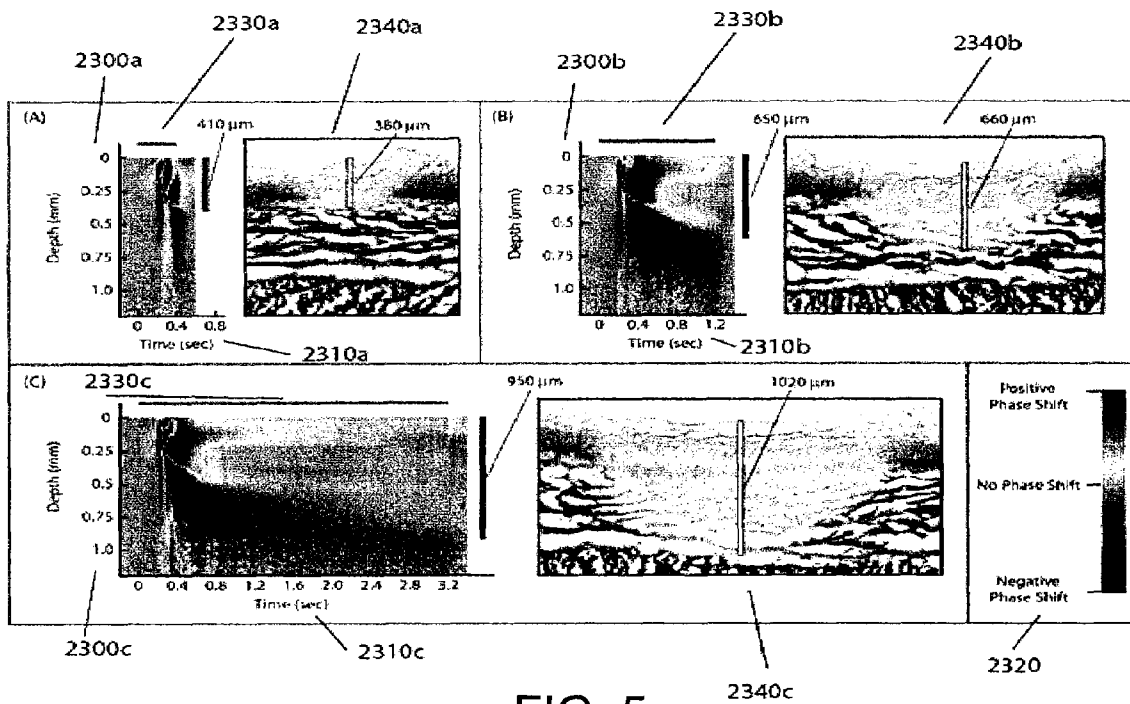 2330a
2340a
2330b
2340b
2300a
2300b
(A)
410 µm
380 µm
0
0.25
0.5
0.75
1.0
Depth (mm)
0 0.4 0.8
Time (sec)
2310a
(B)
650 µm
660 µm
0
0.25
0.5
0.75
1.0
Depth (mm)
0 0.4 0.8 1.2
Time (sec)
2310b
(C)
2330c
950 µm
1020 µm
0
0.25
0.5
0.75
1.0
Depth (mm)
0 0.4 0.8 1.2 1.6 2.0 2.4 2.8 3.2
Time (sec)
Positive
Phase Shift
No Phase Shift
Negative
Phase Shift
2300c
2310c
2340c
2320
FIG. 5